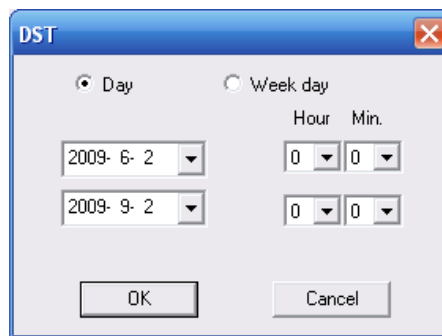 DST
Day Week day
Hour Min.
2009- 6- 2 0 0
2009- 9- 2 0 0
OK Cancel